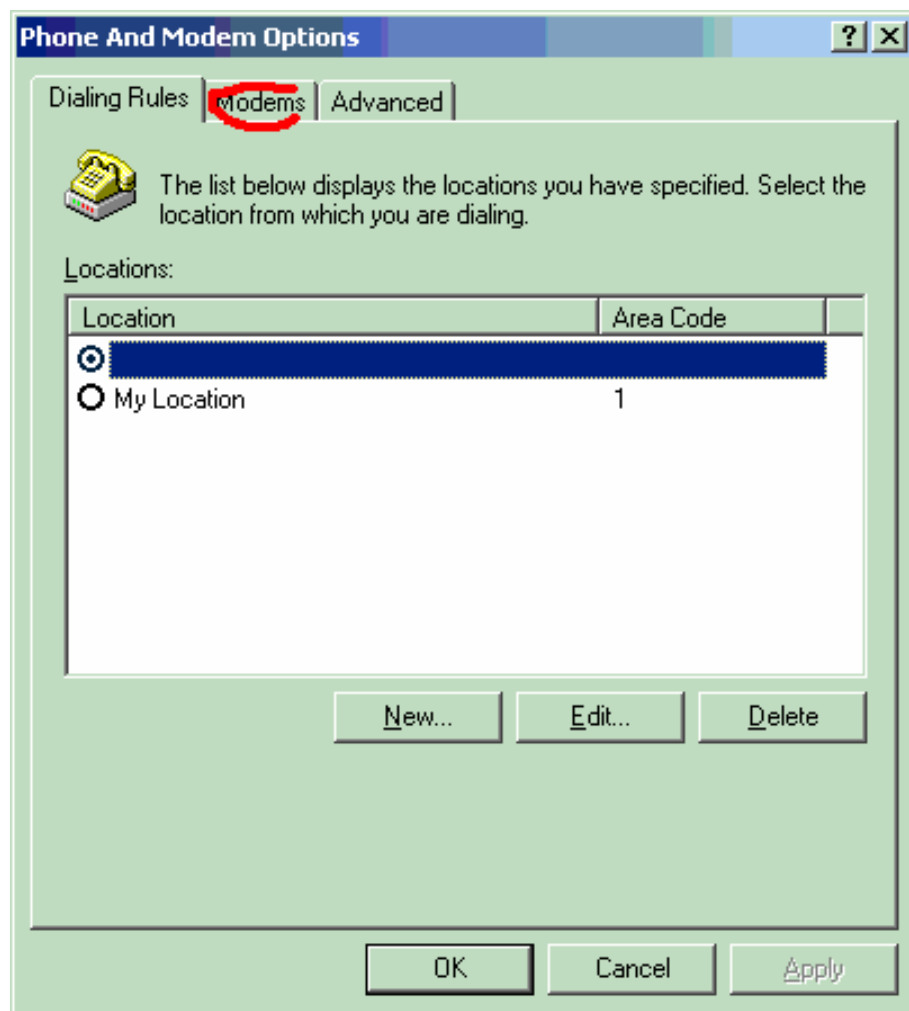 Phone And Modem Options
Dialing Rules Modems Advanced
The list below displays the locations you have specified. Select the
location from which you are dialing.
Locations:
Location Area Code
My Location 1
New... Edit... Delete
OK Cancel Apply